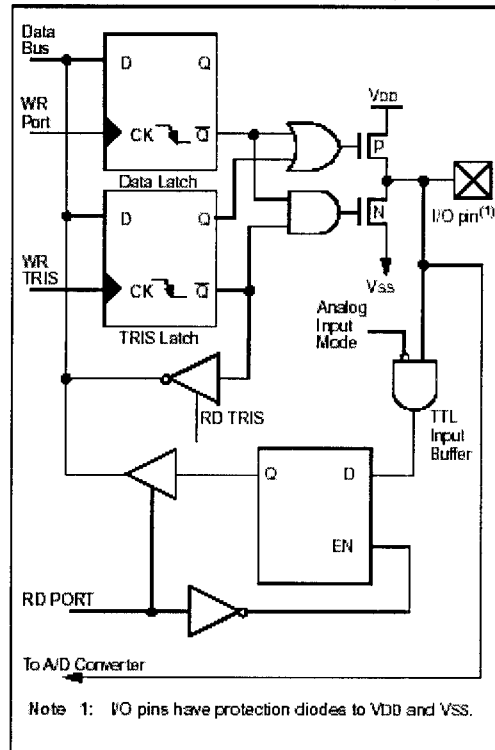 Data
Bus
D
Q
VDD
WR
Port
CK
Q
P
Data Latch
I/O pin(1)
N
D
Q
WR
TRIS
CK
Q
VSS
Analog
Input
Mode
TRIS Latch
RD TRIS
TTL
Input
Buffer
Q
D
EN
RD PORT
To A/D Converter
Note 1: I/O pins have protection diodes to VDD and VSS.